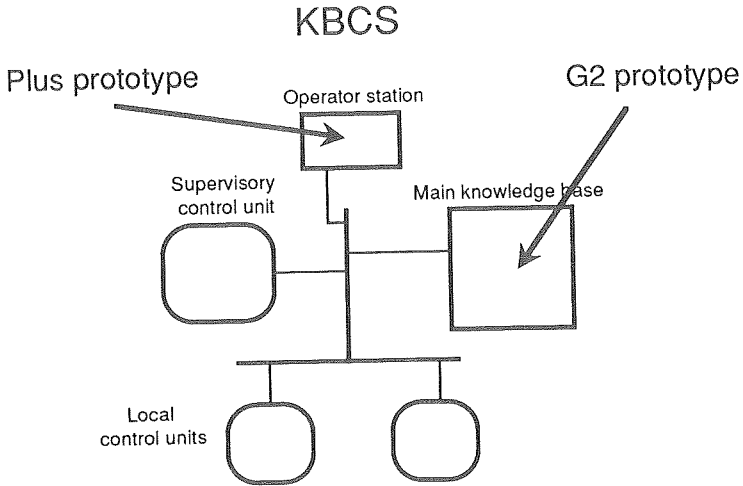 KBCS
Plus prototype
G2 prototype
Operator station
Supervisory
control unit
Main knowledge base
Local
control units